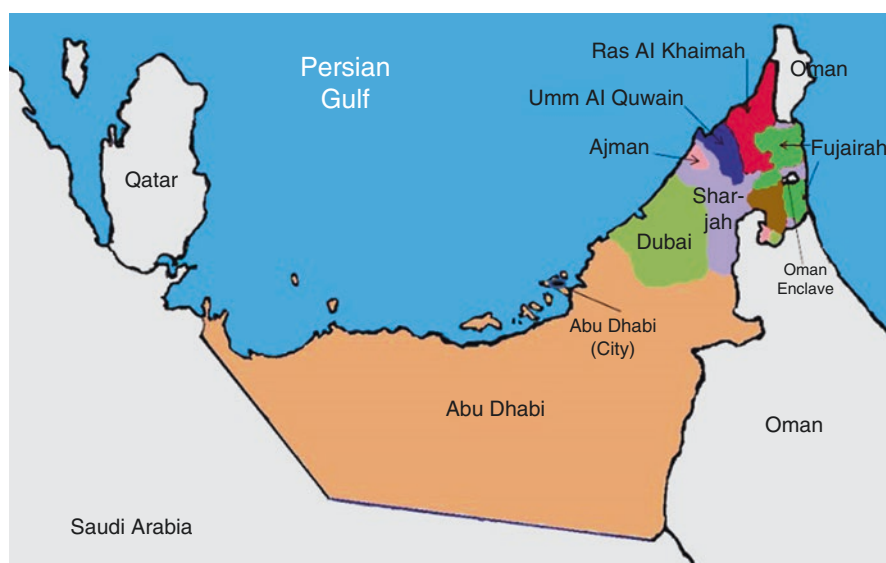 Persian
Gulf
Ras Al Khaimah
Oman
Umm Al Quwain
Ajman
Fujairah
Qatar
Shar-
jah
Dubai
Oman
Enclave
Abu Dhabi
(City)
Abu Dhabi
Oman
Saudi Arabia